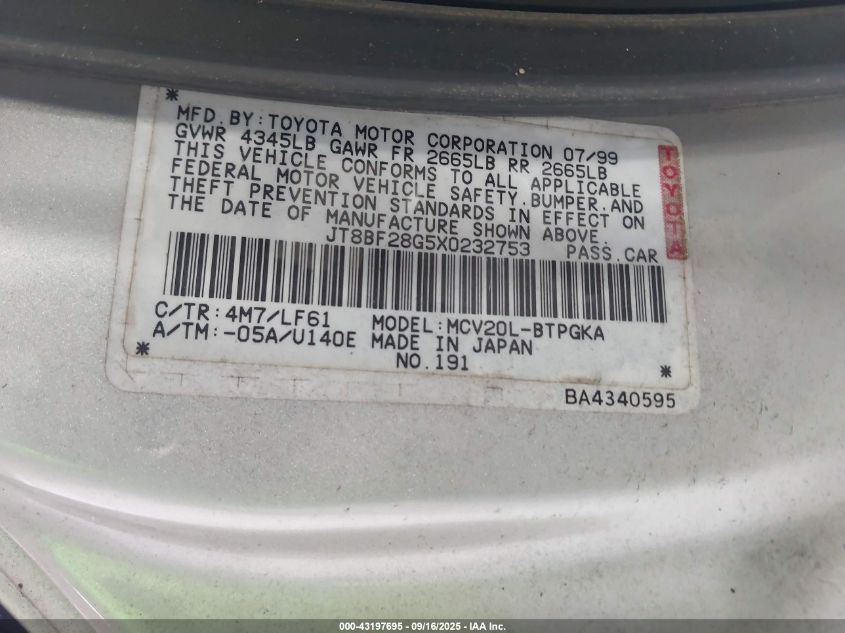 MFD.BY:TOYOTA MOTOR CORPORATION 07/99
GVWR 4345LB GAWR FR 2665LB RR 2665LB
THIS VEHICLE CONFORMS TO ALL APPLICABLE
FEDERAL MOTOR VEHICLE SAFETY,BUMPER,AND
THEFT PREVENTION STANDARDS IN EFFECT ON
THE DATE OF MANUFACTURE SHOWN ABOVE.
JT8BF28G5X0232753 PASS.CAR
TOYOTA
C/TR:4M7/LF61 MODEL:MCV20L-BTPGKA
A/TM:-05A/U140E MADE IN JAPAN
NO.191
BA4340595
000-43197695 - 09/16/2025 - IAA Inc.